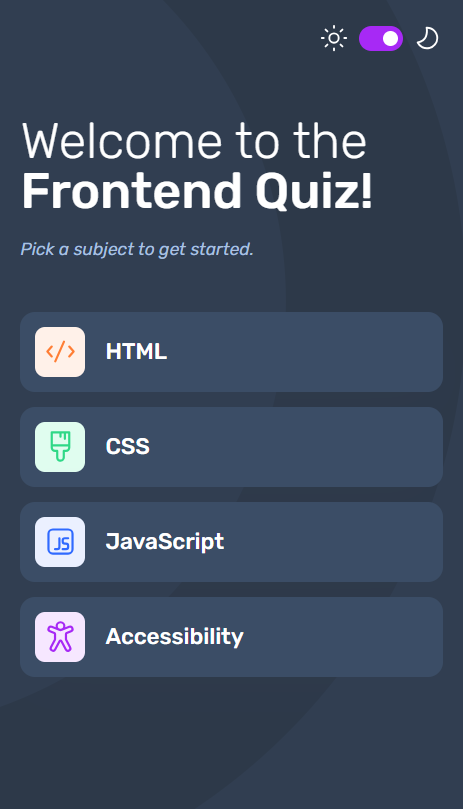 Welcome to the
Frontend Quiz!
Pick a subject to get started.
HTML
CSS
JS
JavaScript
Accessibility